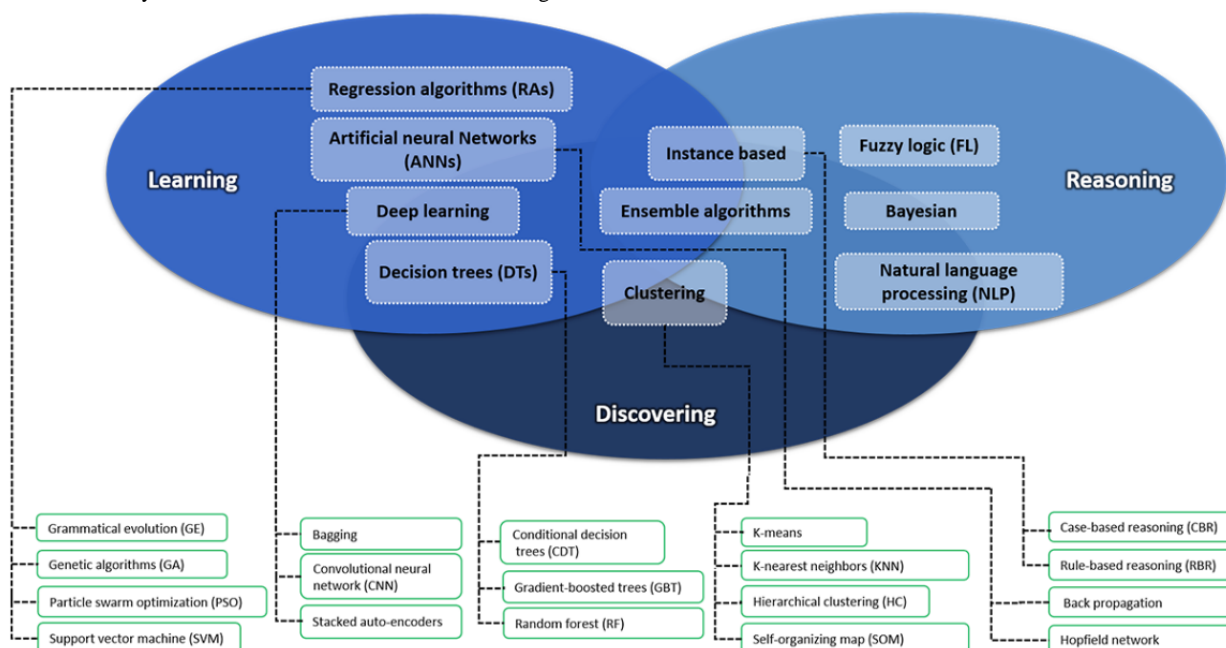 Regression algorithms (RAs)
Artificial neural Networks
(ANNs)
Instance based
Fuzzy logic (FL)
Learning
Reasoning
Deep learning
Ensemble algorithms
Bayesian
Decision trees (DTs)
Clustering
Natural language
processing (NLP)
Discovering
Grammatical evolution (GE)
Genetic algorithms (GA)
Particle swarm optimization (PSO)
Support vector machine (SVM)
Bagging
Convolutional neural
network (CNN)
Stacked auto-encoders
Conditional decision
trees (CDT)
Gradient-boosted trees (GBT)
Random forest (RF)
K-means
K-nearest neighbors (KNN)
Hierarchical clustering (HC)
Self-organizing map (SOM)
Case-based reasoning (CBR)
Rule-based reasoning (RBR)
Back propagation
Hopfield network